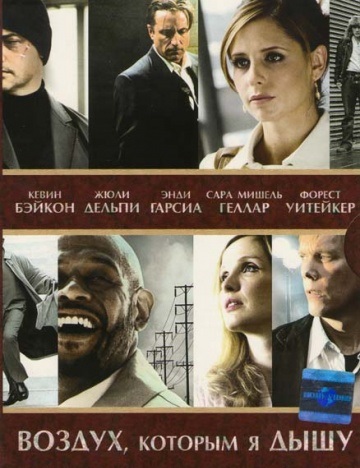 КЕВИН ЖЮЛИ ЭНДИ САРА МИШЕЛЬ ФОРЕСТ
БЭЙКОН ДЕЛЬПИ ГАРСИА ГЕЛЛАР УИТЕЙКЕР
ВОЗДУХ, КОТОРЫМ Я ДЫШУ